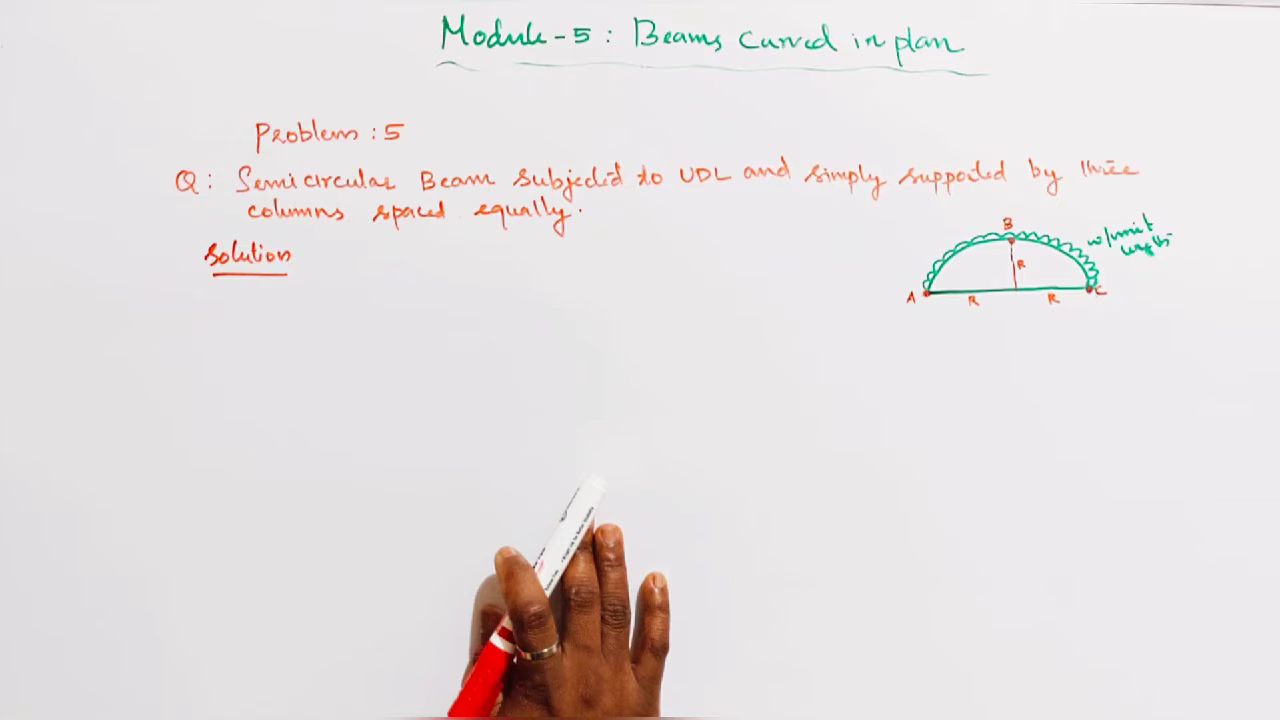 Module-5: Beams Curved in plan
Problem: 5
Q: Semicircular Beam subjected to UDL and simply supported by three
columns spaced equally.
Solution
B
w/unit
length
R
A
R
R
C